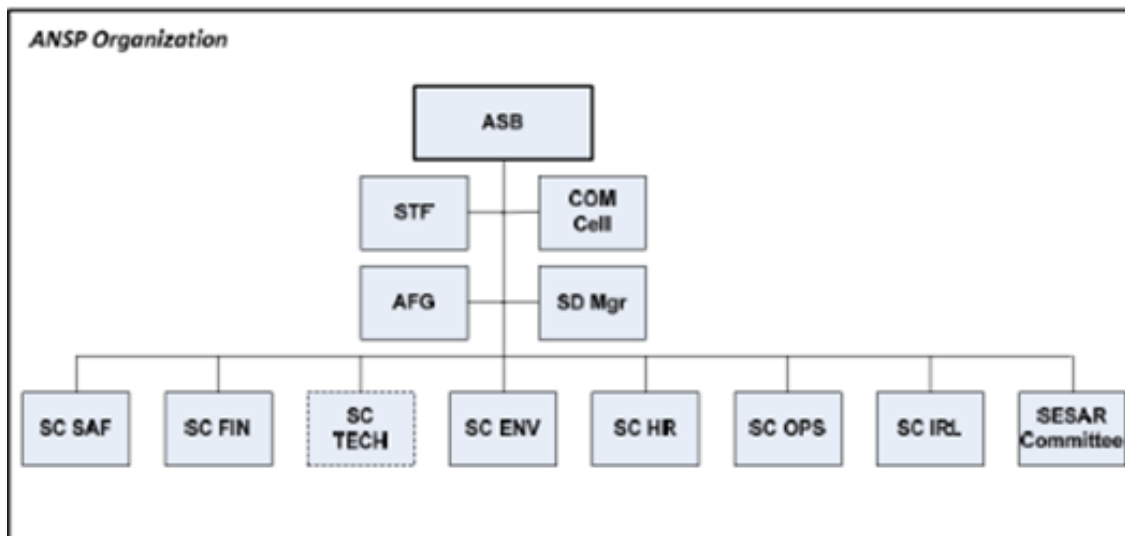 ANSP Organization
ASB
STF
COM
Cell
AFG
SD Mgr
SC SAF
SC FIN
SC
TECH
SC ENV
SC HR
SC OPS
SC IRL
SESAR
Committee